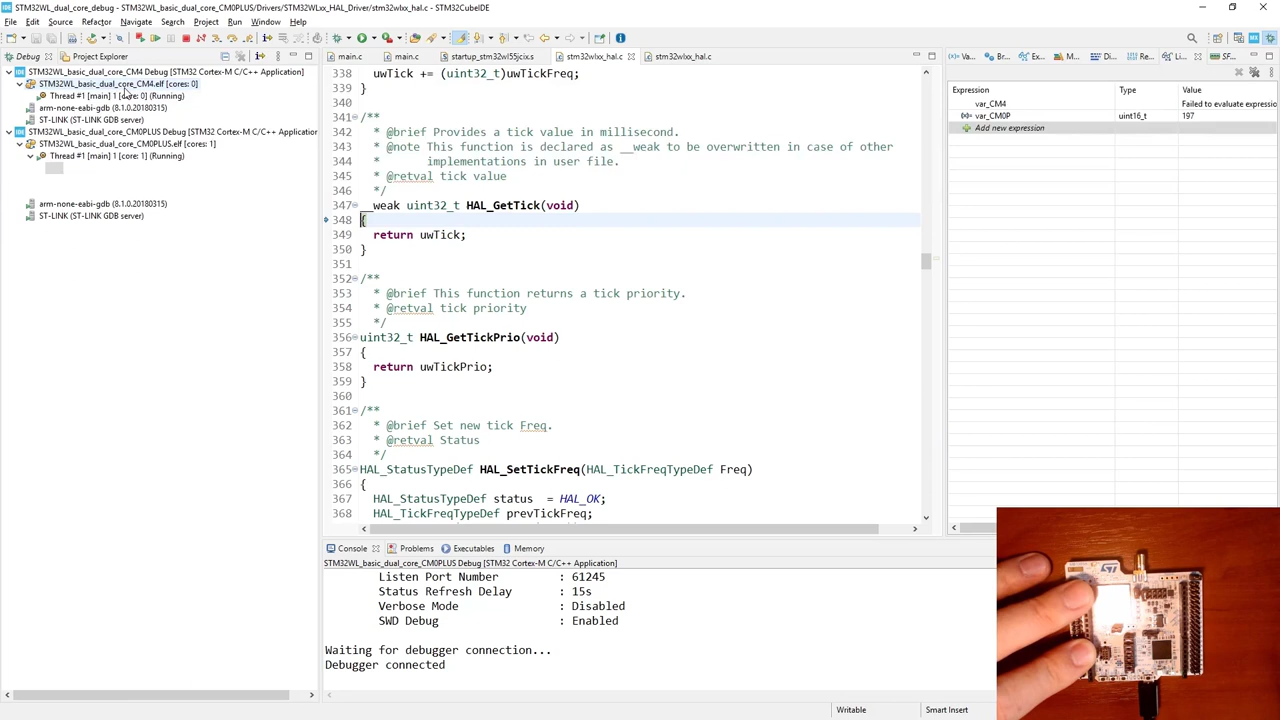 IDE STM32WL_dual_core_debug - STM32WL_basic_dual_core_CM0PLUS/Drivers/STM32WLxx_HAL_Driver/stm32wlxx_hal.c - STM32CubeIDE
File Edit Source Refactor Navigate Search Project Run Window Help
Debug Project Explorer
STM32WL_basic_dual_core_CM4 Debug [STM32 Cortex-M C/C++ Application]
STM32WL_basic_dual_core_CM4.elf [cores: 0]
Thread #1 [main] 1 [core: 0] (Running)
arm-none-eabi-gdb (8.1.0.20180315)
ST-LINK (ST-LINK GDB server)
STM32WL_basic_dual_core_CM0PLUS Debug [STM32 Cortex-M C/C++ Application
STM32WL_basic_dual_core_CM0PLUS.elf [cores: 1]
Thread #1 [main] 1 [core: 1] (Running)
arm-none-eabi-gdb (8.1.0.20180315)
ST-LINK (ST-LINK GDB server)
main.c main.c startup_stm32wl55jcix.s stm32wlxx_hal.c stm32wlxx_hal.c
338 uwTick += (uint32_t)uwTickFreq;
339 }
340
341 /**
342 * @brief Provides a tick value in millisecond.
343 * @note This function is declared as __weak to be overwritten in case of other
344 * implementations in user file.
345 * @retval tick value
346 */
347 __weak uint32_t HAL_GetTick(void)
348 {
349 return uwTick;
350 }
351
352 /**
353 * @brief This function returns a tick priority.
354 * @retval tick priority
355 */
356 uint32_t HAL_GetTickPrio(void)
357 {
358 return uwTickPrio;
359 }
360
361 /**
362 * @brief Set new tick Freq.
363 * @retval Status
364 */
365 HAL_StatusTypeDef HAL_SetTickFreq(HAL_TickFreqTypeDef Freq)
366 {
367 HAL_StatusTypeDef status = HAL_OK;
368 HAL_TickFreqTypeDef prevTickFreq;
Va... Br... Ex... M... Re... Li... SF...
Expression Type Value
var_CM4 Failed to evaluate expressio
var_CM0P uint16_t 197
Add new expression
Console Problems Executables Memory
STM32WL_basic_dual_core_CM0PLUS Debug [STM32 Cortex-M C/C++ Application]
Listen Port Number : 61245
Status Refresh Delay : 15s
Verbose Mode : Disabled
SWD Debug : Enabled
Waiting for debugger connection...
Debugger connected
Writable Smart Insert
ST